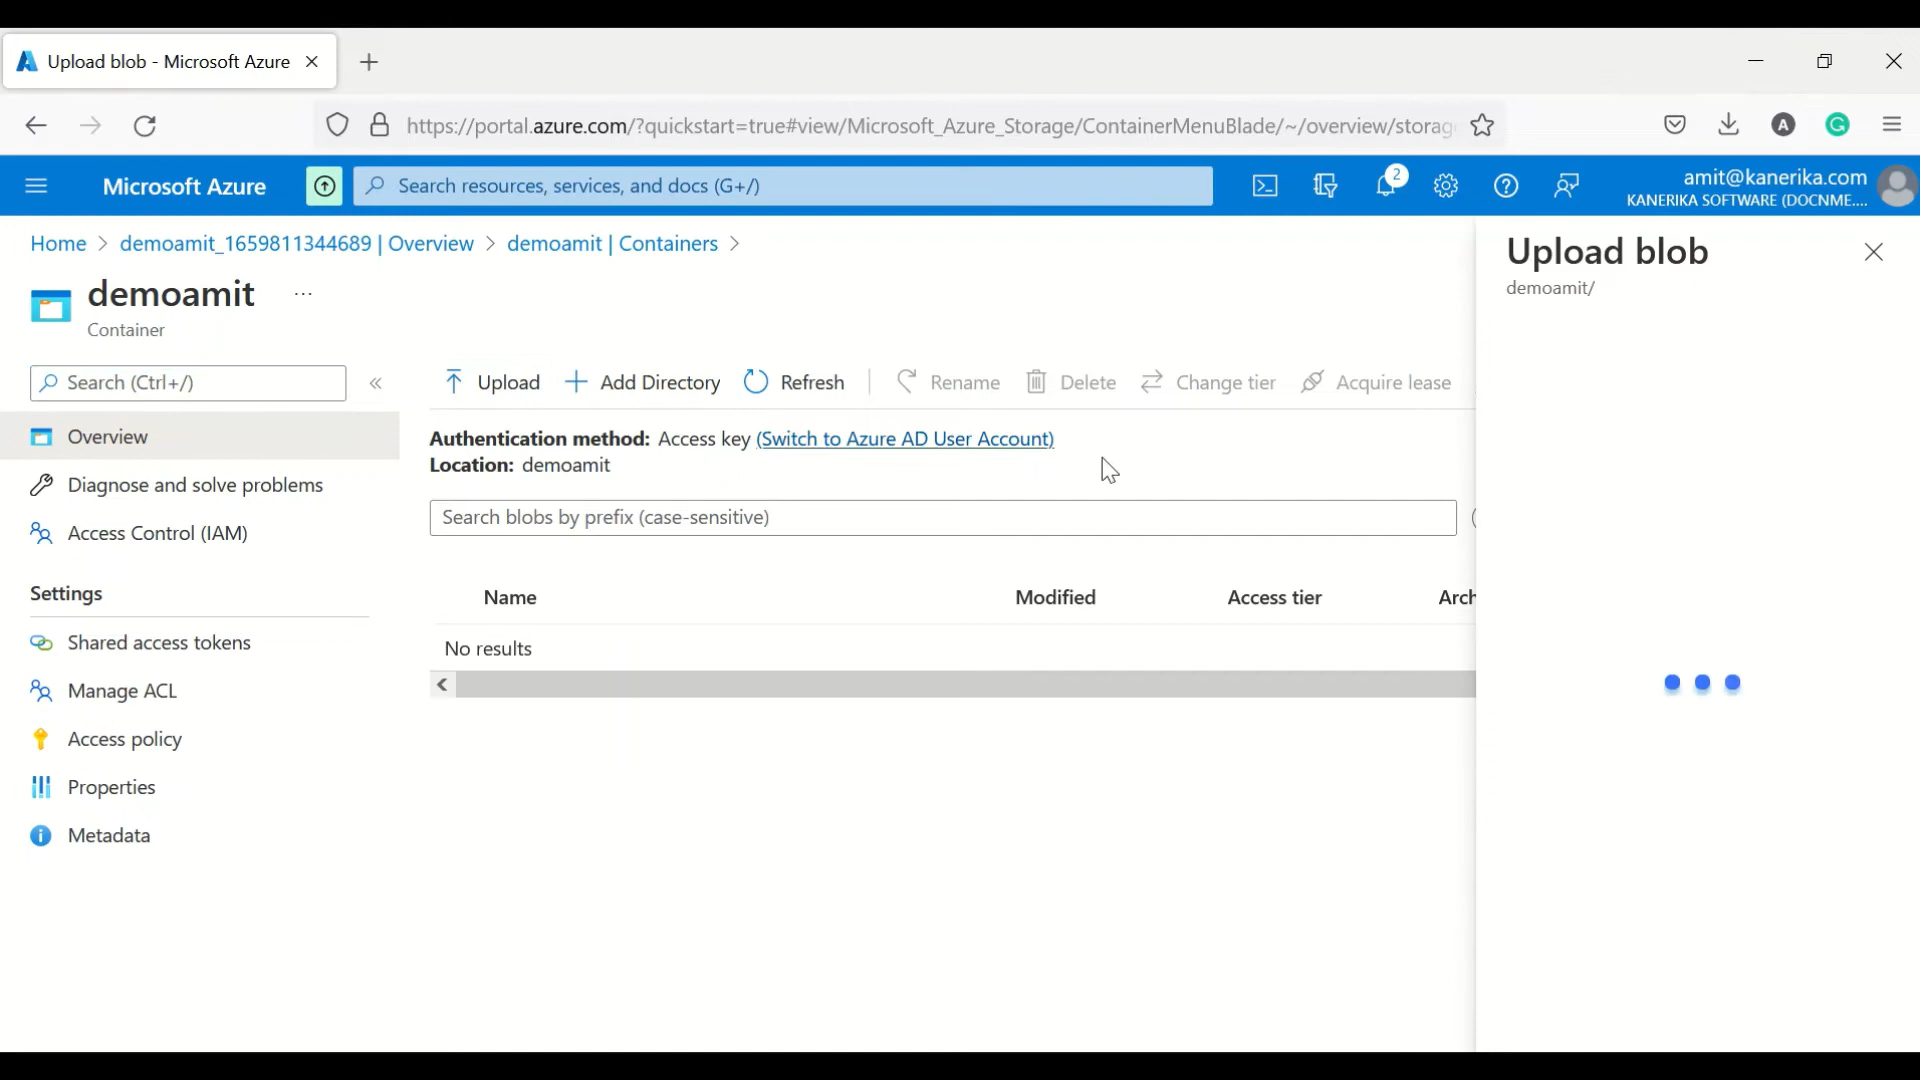 Upload blob - Microsoft Azure
https://portal.azure.com/?quickstart=true#view/Microsoft_Azure_Storage/ContainerMenuBlade/~/overview/storag
A
G
Microsoft Azure
Search resources, services, and docs (G+/)
2
amit@kanerika.com
KANERIKA SOFTWARE (DOCNME....
Home > demoamit_1659811344689 | Overview > demoamit | Containers >
demoamit ...
Container
Search (Ctrl+/)
«
Overview
Diagnose and solve problems
Access Control (IAM)
Settings
Shared access tokens
Manage ACL
Access policy
Properties
Metadata
Upload
Add Directory
Refresh
Rename
Delete
Change tier
Acquire lease
Authentication method: Access key (Switch to Azure AD User Account)
Location: demoamit
Search blobs by prefix (case-sensitive)
Name Modified Access tier Arch
No results
Upload blob
demoamit/